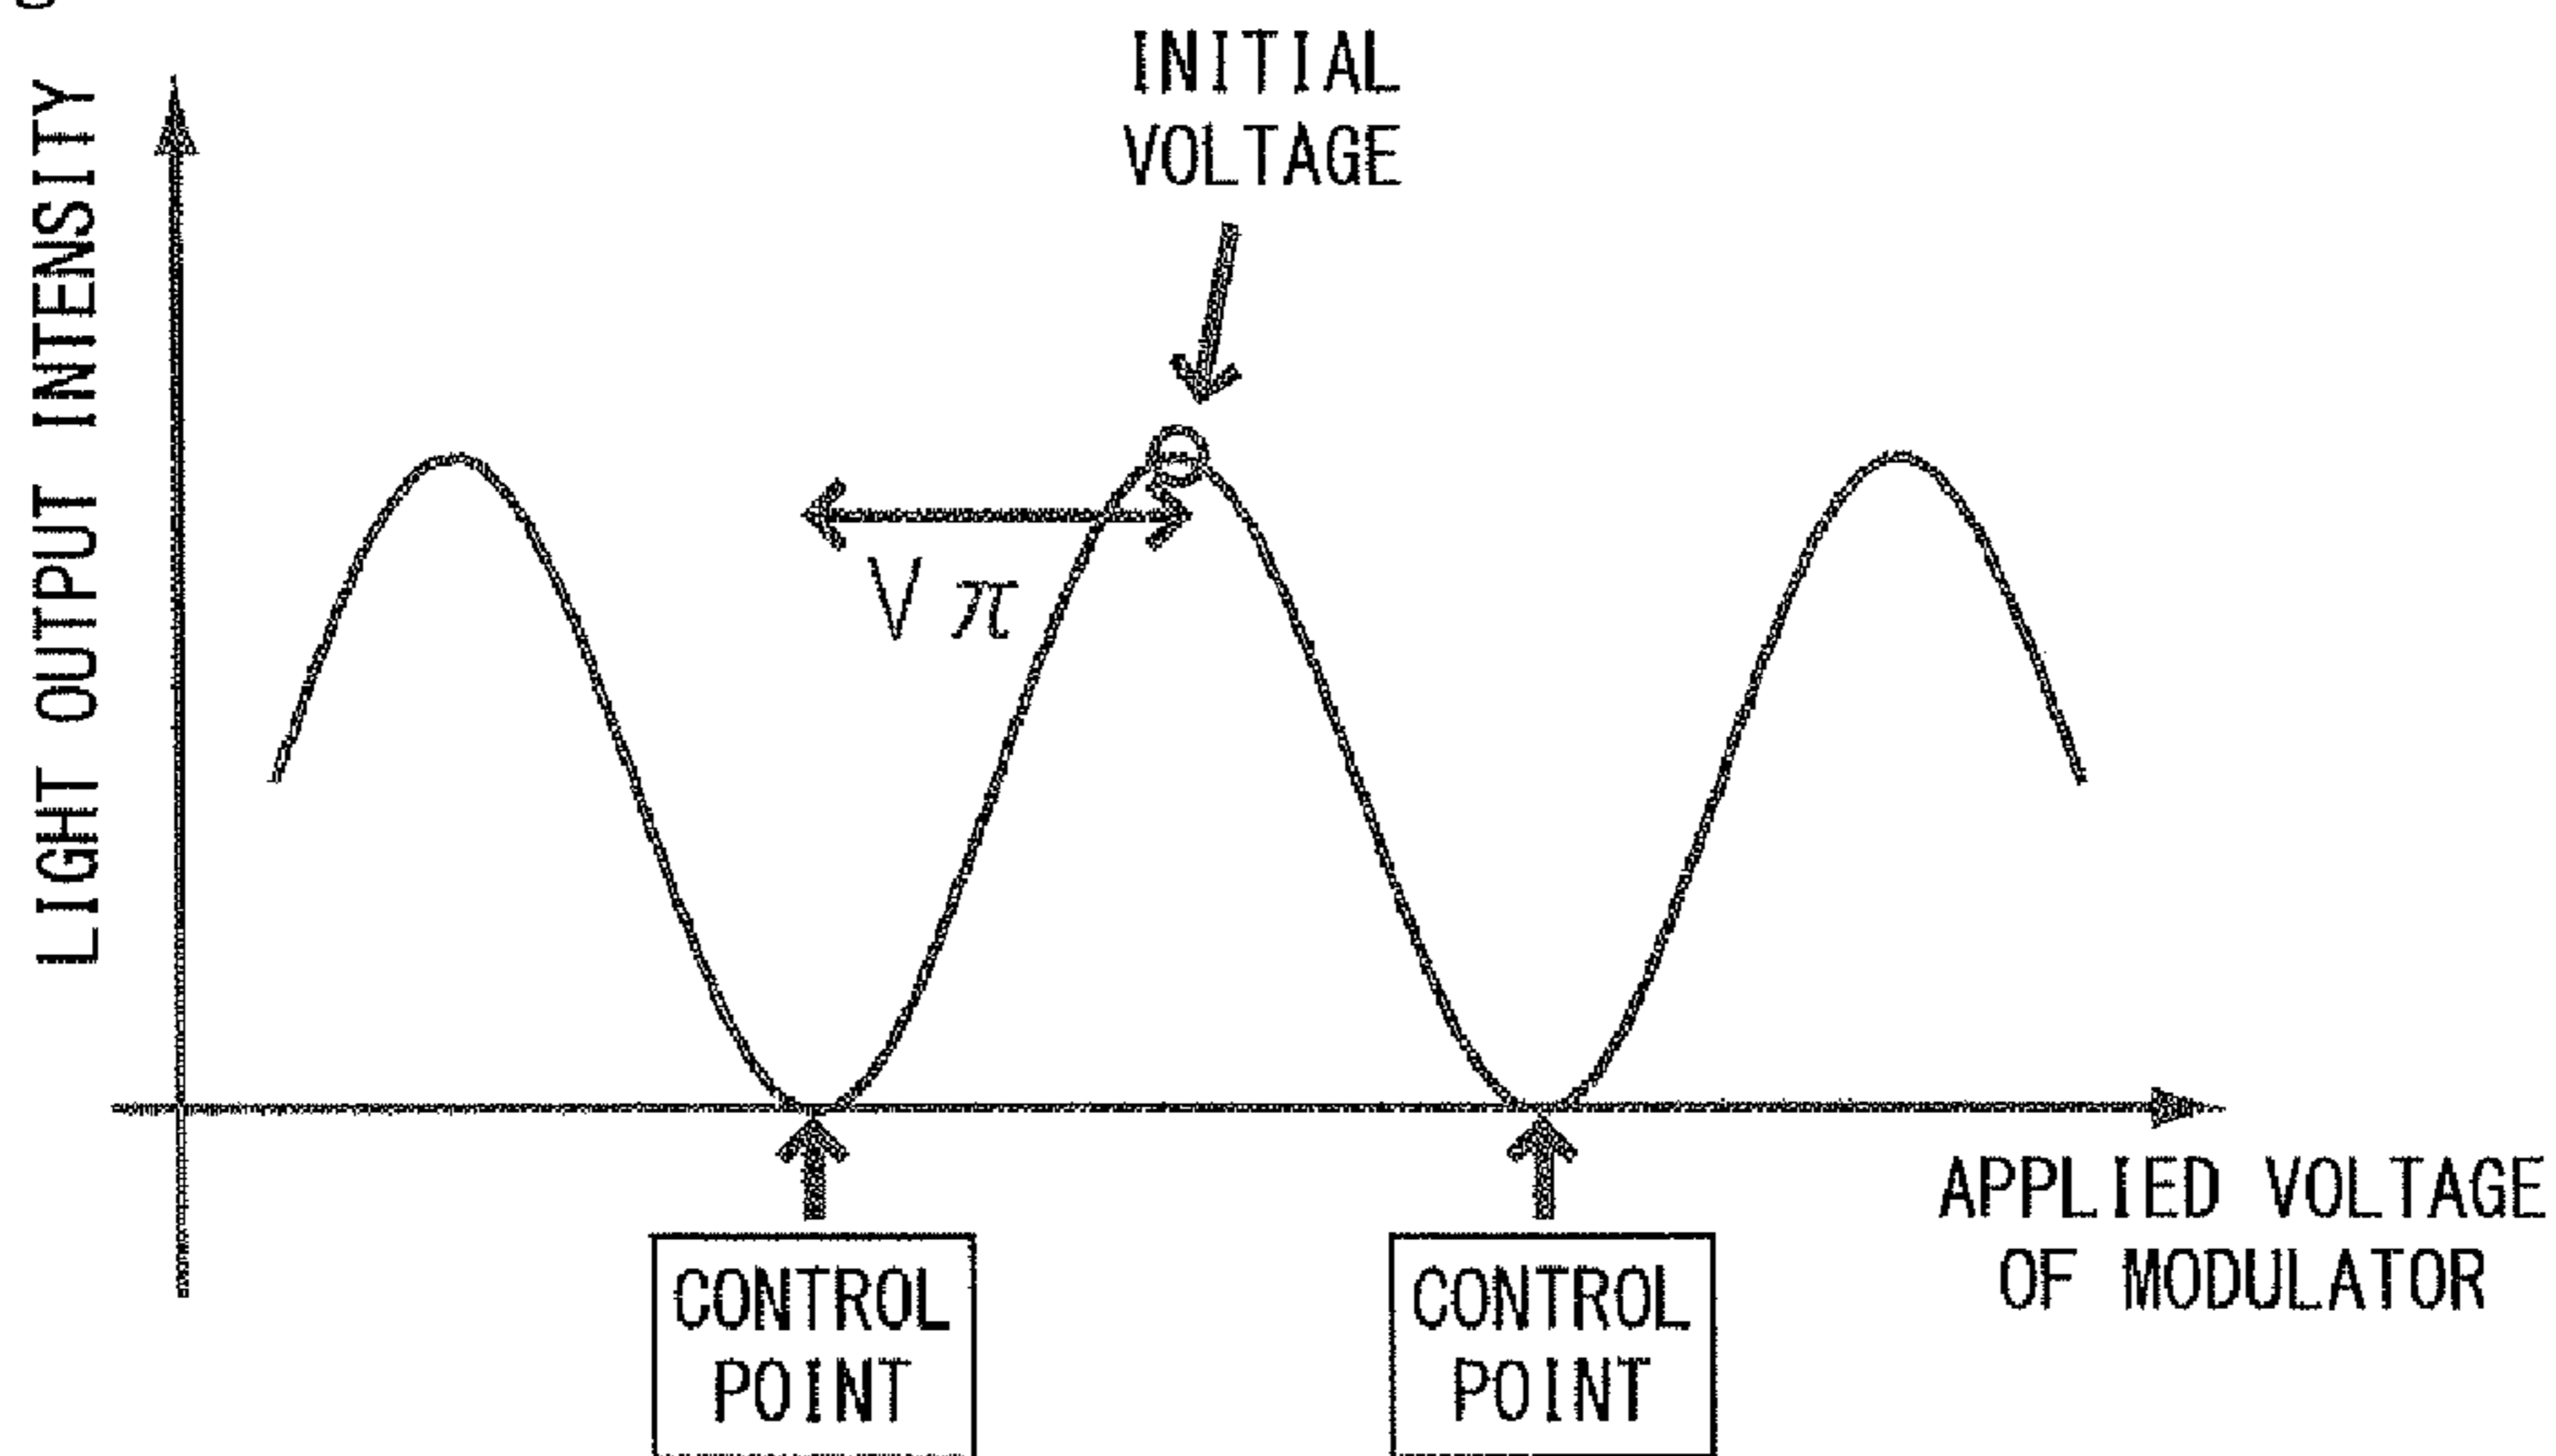 LIGHT OUTPUT INTENSITY
INITIAL
VOLTAGE
Vπ
APPLIED VOLTAGE
OF MODULATOR
CONTROL
POINT
CONTROL
POINT